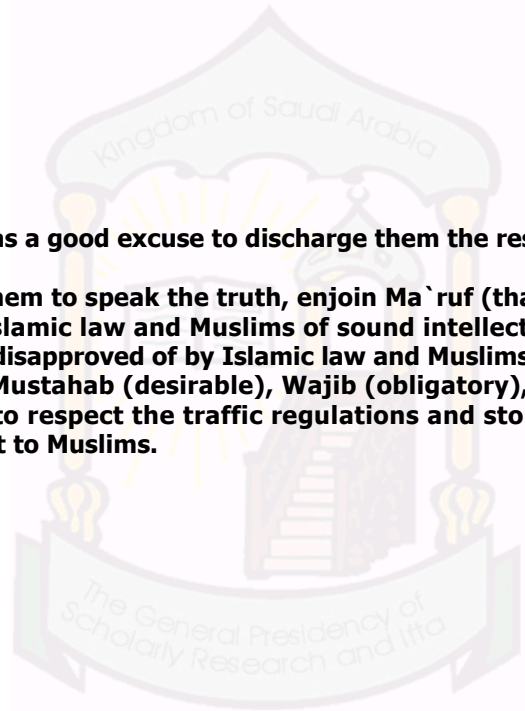 Kingdom of Saudi Arabia
as a good excuse to discharge them the res
hem to speak the truth, enjoin Ma`ruf (tha
slamic law and Muslims of sound intellect
disapproved of by Islamic law and Muslims
Mustahab (desirable), Wajib (obligatory),
to respect the traffic regulations and sto
t to Muslims.
The General Presidency of
Scholarly Research and Ifta